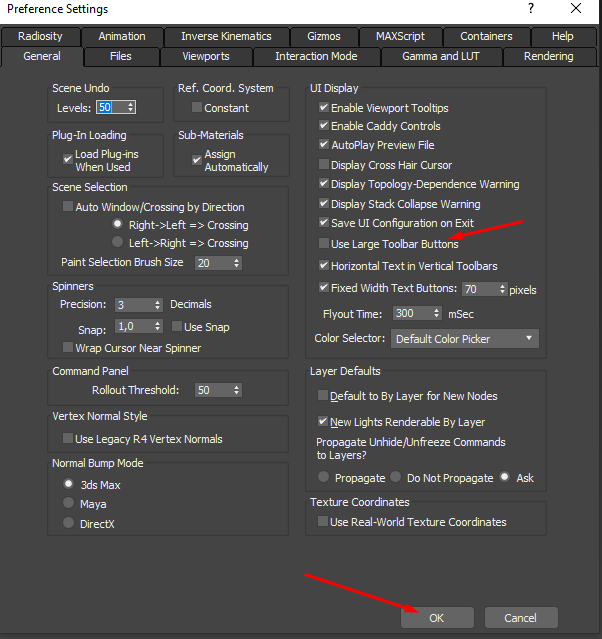 Preference Settings
?
Radiosity Animation Inverse Kinematics Gizmos MAXScript Containers Help
General Files Viewports Interaction Mode Gamma and LUT Rendering
Scene Undo
Levels: 50
Ref. Coord. System
Constant
Plug-In Loading
Load Plug-ins
When Used
Sub-Materials
Assign
Automatically
Scene Selection
Auto Window/Crossing by Direction
Right->Left => Crossing
Left->Right => Crossing
Paint Selection Brush Size 20
Spinners
Precision: 3 Decimals
Snap: 1,0 Use Snap
Wrap Cursor Near Spinner
Command Panel
Rollout Threshold: 50
Vertex Normal Style
Use Legacy R4 Vertex Normals
Normal Bump Mode
3ds Max
Maya
DirectX
UI Display
Enable Viewport Tooltips
Enable Caddy Controls
AutoPlay Preview File
Display Cross Hair Cursor
Display Topology-Dependence Warning
Display Stack Collapse Warning
Save UI Configuration on Exit
Use Large Toolbar Buttons
Horizontal Text in Vertical Toolbars
Fixed Width Text Buttons: 70 pixels
Flyout Time: 300 mSec
Color Selector: Default Color Picker
Layer Defaults
Default to By Layer for New Nodes
New Lights Renderable By Layer
Propagate Unhide/Unfreeze Commands
to Layers?
Propagate Do Not Propagate Ask
Texture Coordinates
Use Real-World Texture Coordinates
OK Cancel